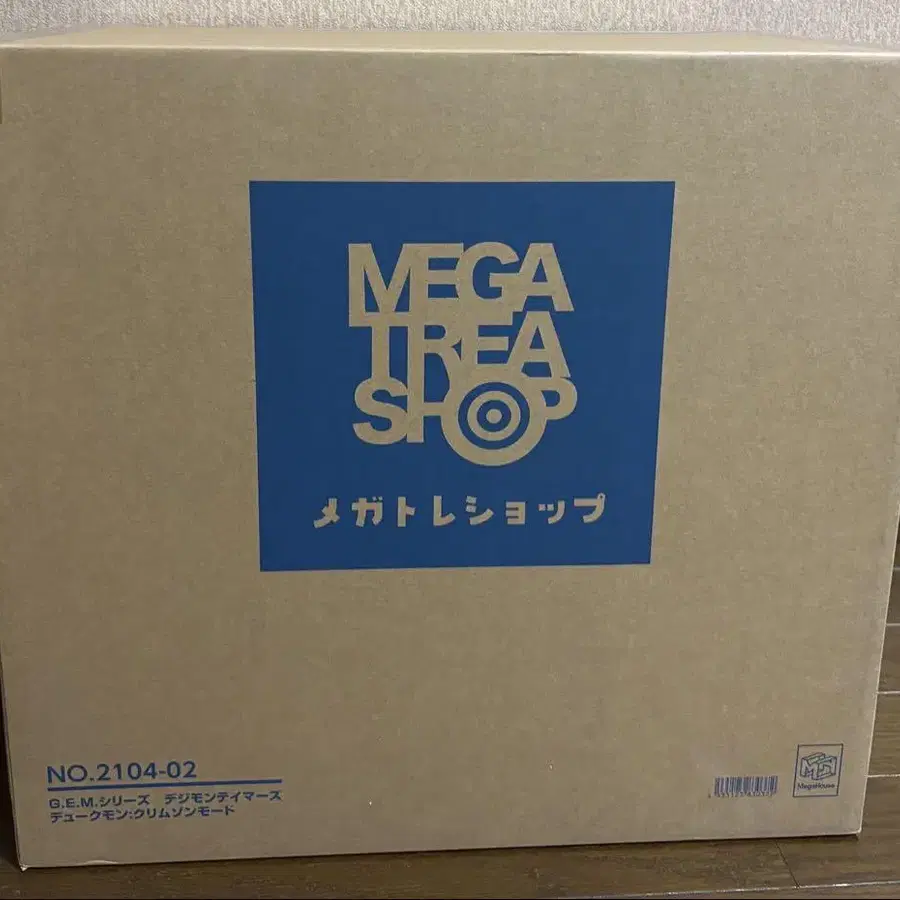 MEGA
TREA
SHOP
メガトレショップ
NO.2104-02
G.E.M.シリーズ デジモンテイマーズ
デュークモン:クリムゾンモード
MegaHouse